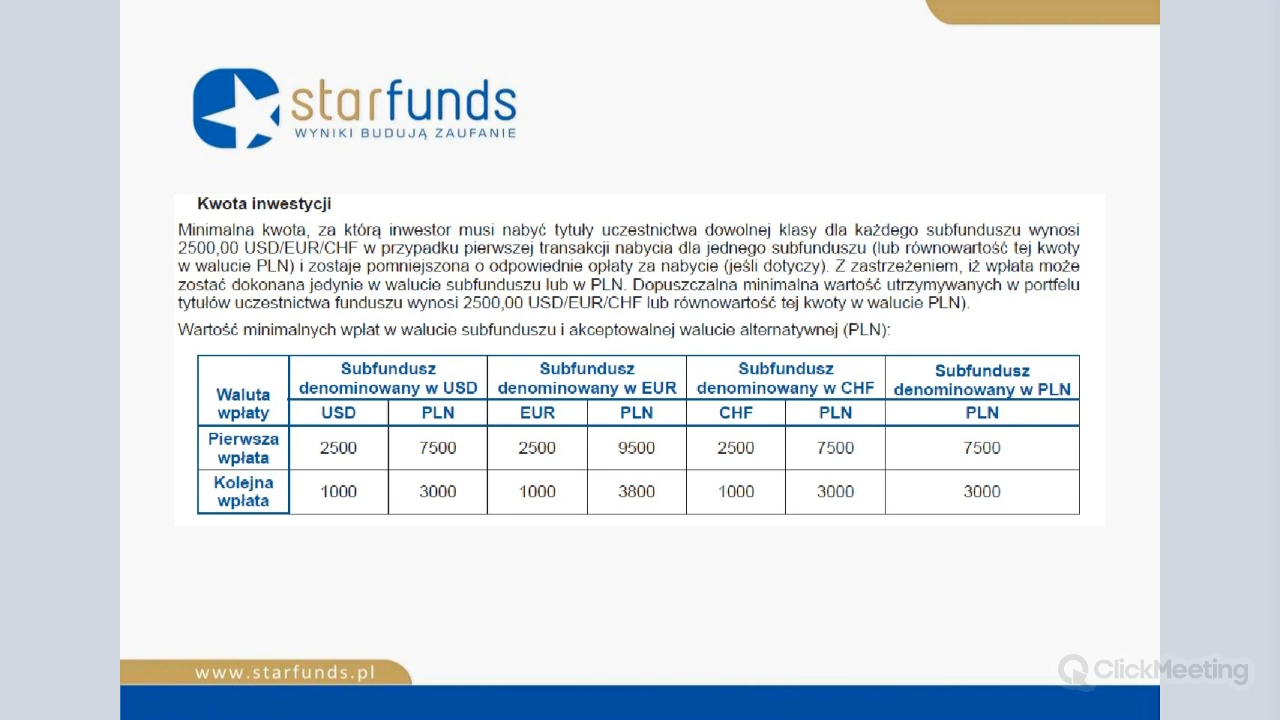 starfunds
WYNIKI BUDUJĄ ZAUFANIE
Kwota inwestycji
Minimalna kwota, za którą inwestor musi nabyć tytuły uczestnictwa dowolnej klasy dla każdego subfunduszu wynosi
2500,00 USD/EUR/CHF w przypadku pierwszej transakcji nabycia dla jednego subfunduszu (lub równowartość tej kwoty
w walucie PLN) i zostaje pomniejszona o odpowiednie opłaty za nabycie (jeśli dotyczy). Z zastrzeżeniem, iż wpłata może
zostać dokonana jedynie w walucie subfunduszu lub w PLN. Dopuszczalna minimalna wartość utrzymywanych w portfelu
tytułów uczestnictwa funduszu wynosi 2500,00 USD/EUR/CHF lub równowartość tej kwoty w walucie PLN).
Wartość minimalnych wpłat w walucie subfunduszu i akceptowalnej walucie alternatywnej (PLN):
Waluta wpłaty Subfundusz denominowany w USD Subfundusz denominowany w EUR Subfundusz denominowany w CHF Subfundusz denominowany w PLN
USD PLN EUR PLN CHF PLN PLN
Pierwsza wpłata 2500 7500 2500 9500 2500 7500 7500
Kolejna wpłata 1000 3000 1000 3800 1000 3000 3000
www.starfunds.pl
ClickMeeting